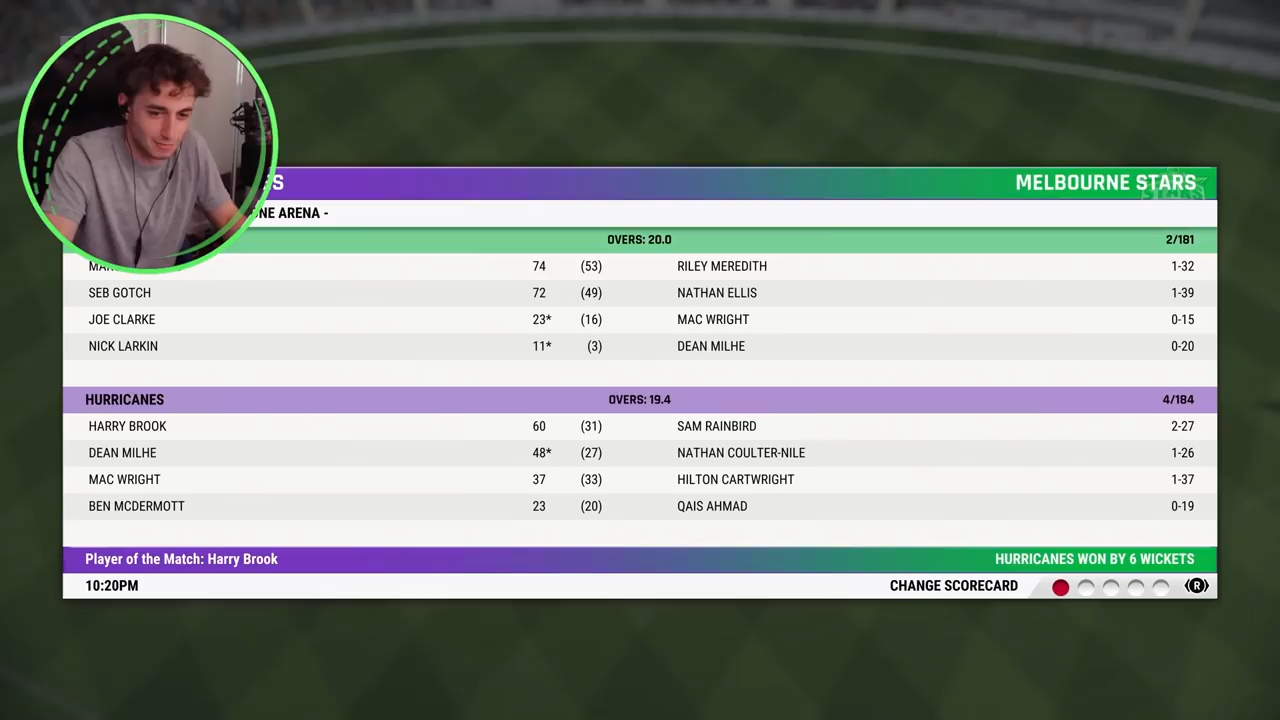 MELBOURNE STARS
ONE ARENA -
OVERS: 20.0 2/181
74 (53) RILEY MEREDITH 1-32
SEB GOTCH 72 (49) NATHAN ELLIS 1-39
JOE CLARKE 23* (16) MAC WRIGHT 0-15
NICK LARKIN 11* (3) DEAN MILHE 0-20
HURRICANES OVERS: 19.4 4/184
HARRY BROOK 60 (31) SAM RAINBIRD 2-27
DEAN MILHE 48* (27) NATHAN COULTER-NILE 1-26
MAC WRIGHT 37 (33) HILTON CARTWRIGHT 1-37
BEN MCDERMOTT 23 (20) QAIS AHMAD 0-19
Player of the Match: Harry Brook HURRICANES WON BY 6 WICKETS
10:20PM CHANGE SCORECARD R